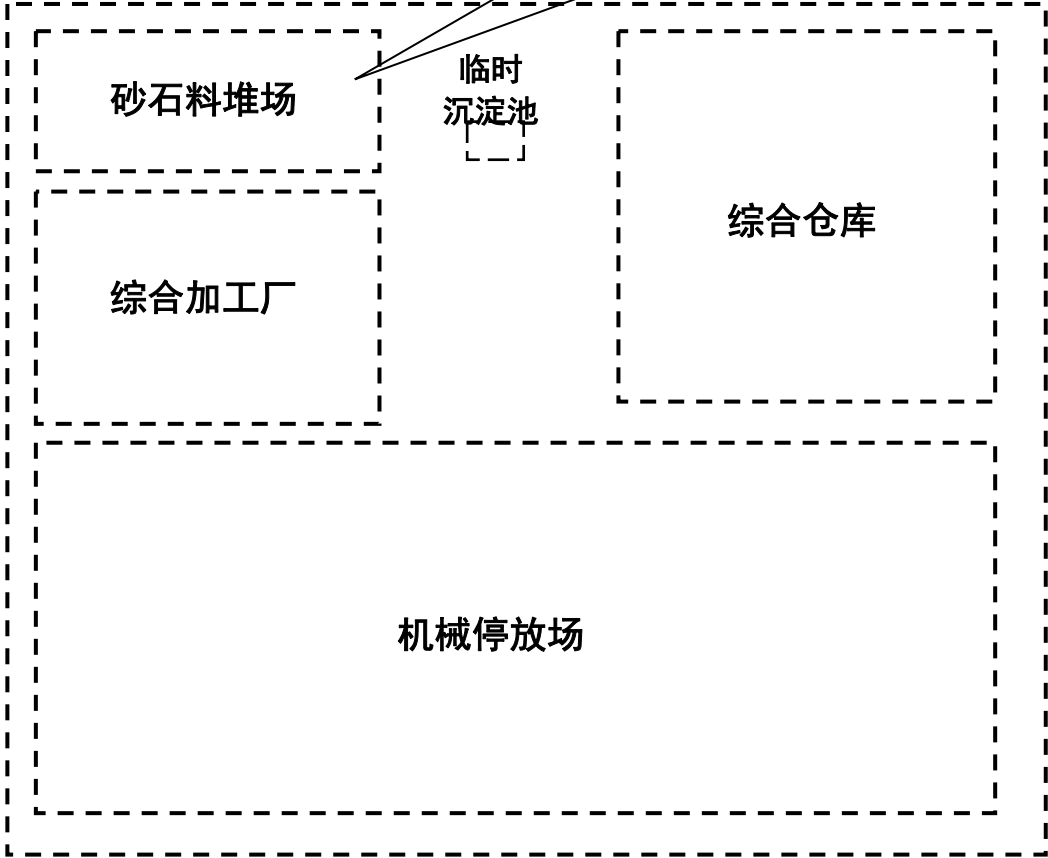 砂石料堆场
临时
沉淀池
综合仓库
综合加工厂
机械停放场